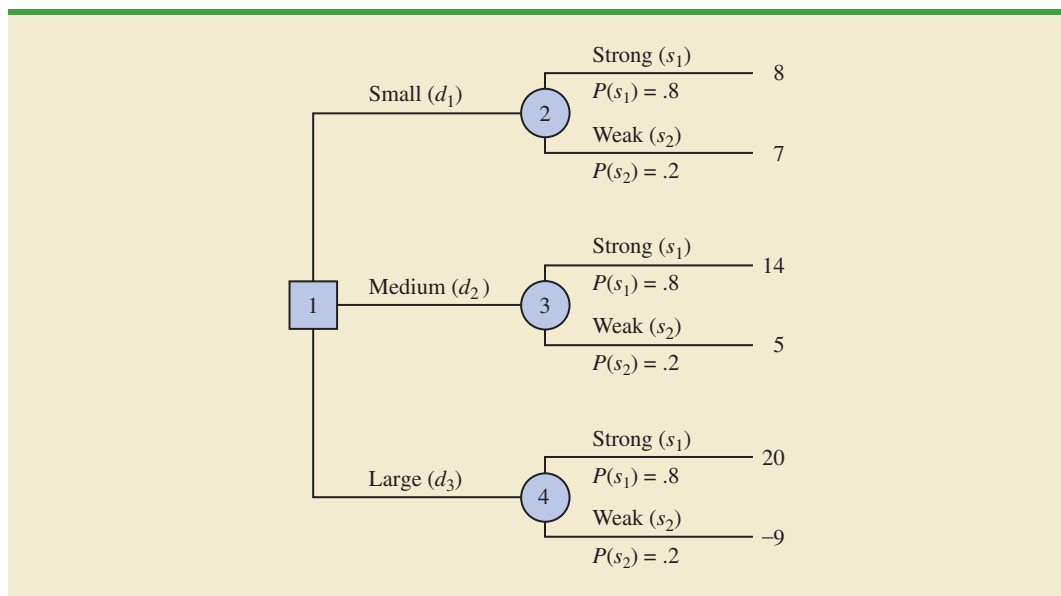 Strong (s₁)
8
Small (d₁)
P(s₁) = .8
2
Weak (s₂)
7
P(s₂) = .2
Strong (s₁)
14
Medium (d₂)
P(s₁) = .8
1
3
Weak (s₂)
5
P(s₂) = .2
Strong (s₁)
20
Large (d₃)
P(s₁) = .8
4
Weak (s₂)
–9
P(s₂) = .2